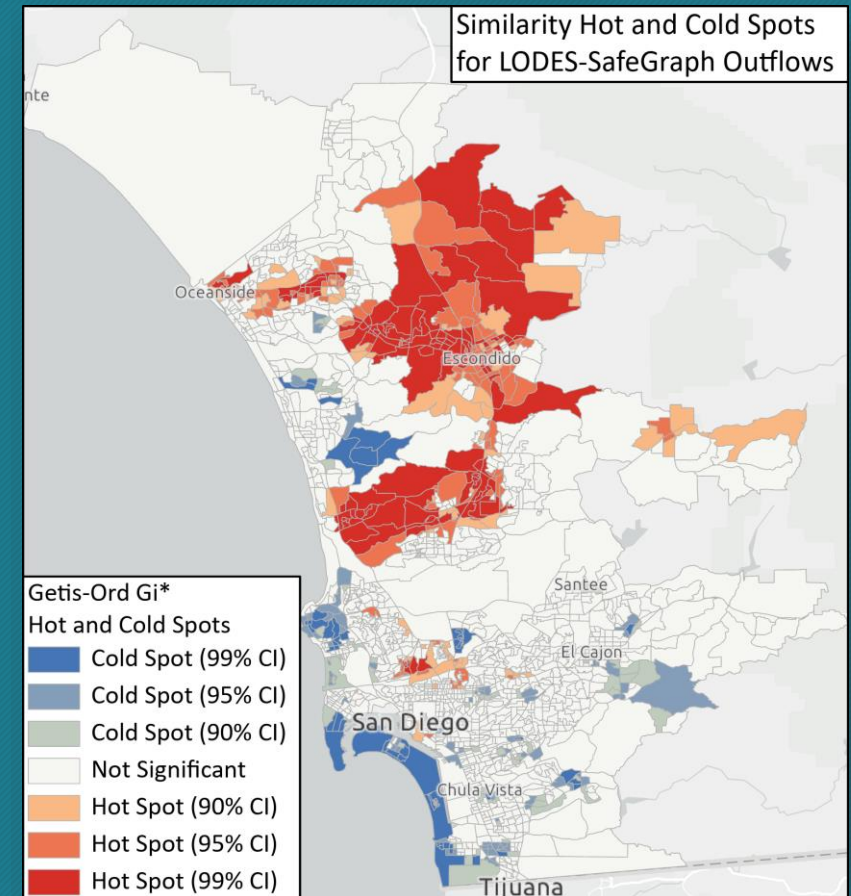 Similarity Hot and Cold Spots
for LODES-SafeGraph Outflows
nte
Oceanside
Escondido
Santee
El Cajon
San Diego
Chula Vista
Tijuana
Getis-Ord Gi*
Hot and Cold Spots
Cold Spot (99% CI)
Cold Spot (95% CI)
Cold Spot (90% CI)
Not Significant
Hot Spot (90% CI)
Hot Spot (95% CI)
Hot Spot (99% CI)